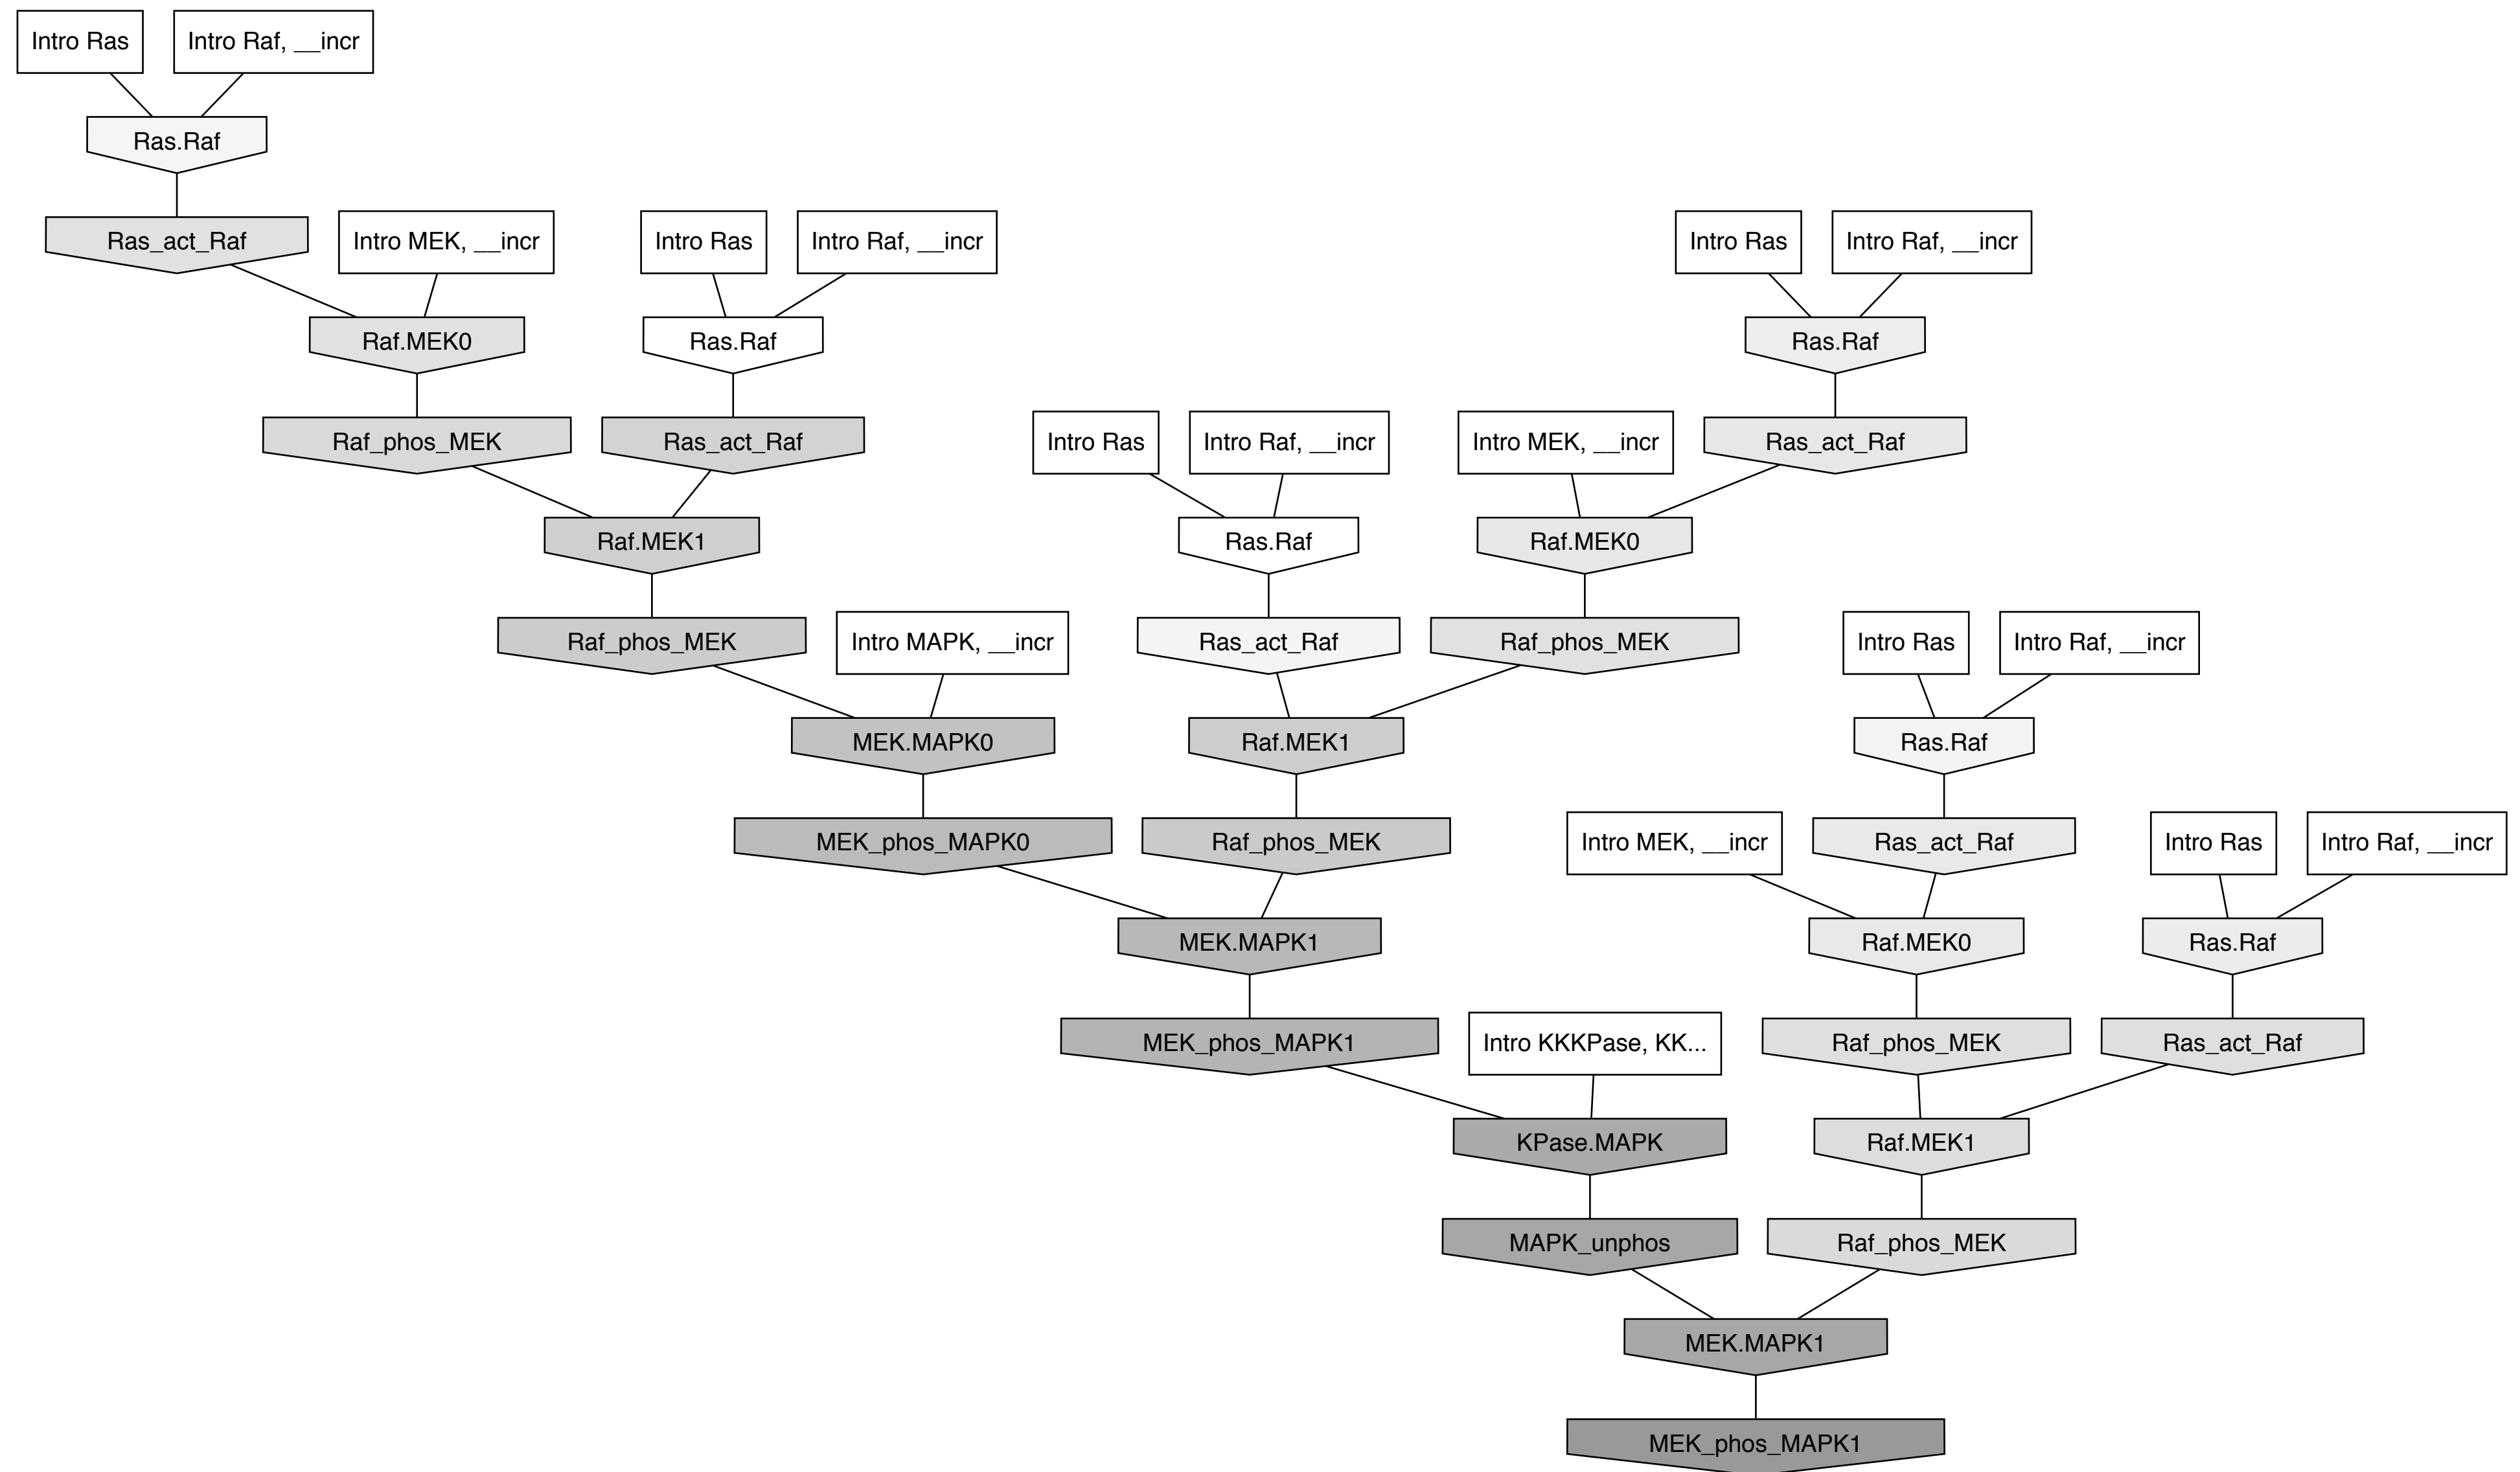 Intro Ras
Intro Raf, __incr
Ras.Raf
Ras_act_Raf
Intro MEK, __incr
Intro Ras
Intro Raf, __incr
Intro Ras
Intro Raf, __incr
Raf.MEK0
Ras.Raf
Ras.Raf
Raf_phos_MEK
Ras_act_Raf
Intro Ras
Intro Raf, __incr
Intro MEK, __incr
Ras_act_Raf
Raf.MEK1
Ras.Raf
Raf.MEK0
Raf_phos_MEK
Intro MAPK, __incr
Ras_act_Raf
Raf_phos_MEK
Intro Ras
Intro Raf, __incr
MEK.MAPK0
Raf.MEK1
Ras.Raf
MEK_phos_MAPK0
Raf_phos_MEK
Intro MEK, __incr
Ras_act_Raf
Intro Ras
Intro Raf, __incr
MEK.MAPK1
Raf.MEK0
Ras.Raf
MEK_phos_MAPK1
Intro KKKPase, KK...
Raf_phos_MEK
Ras_act_Raf
KPase.MAPK
Raf.MEK1
MAPK_unphos
Raf_phos_MEK
MEK.MAPK1
MEK_phos_MAPK1